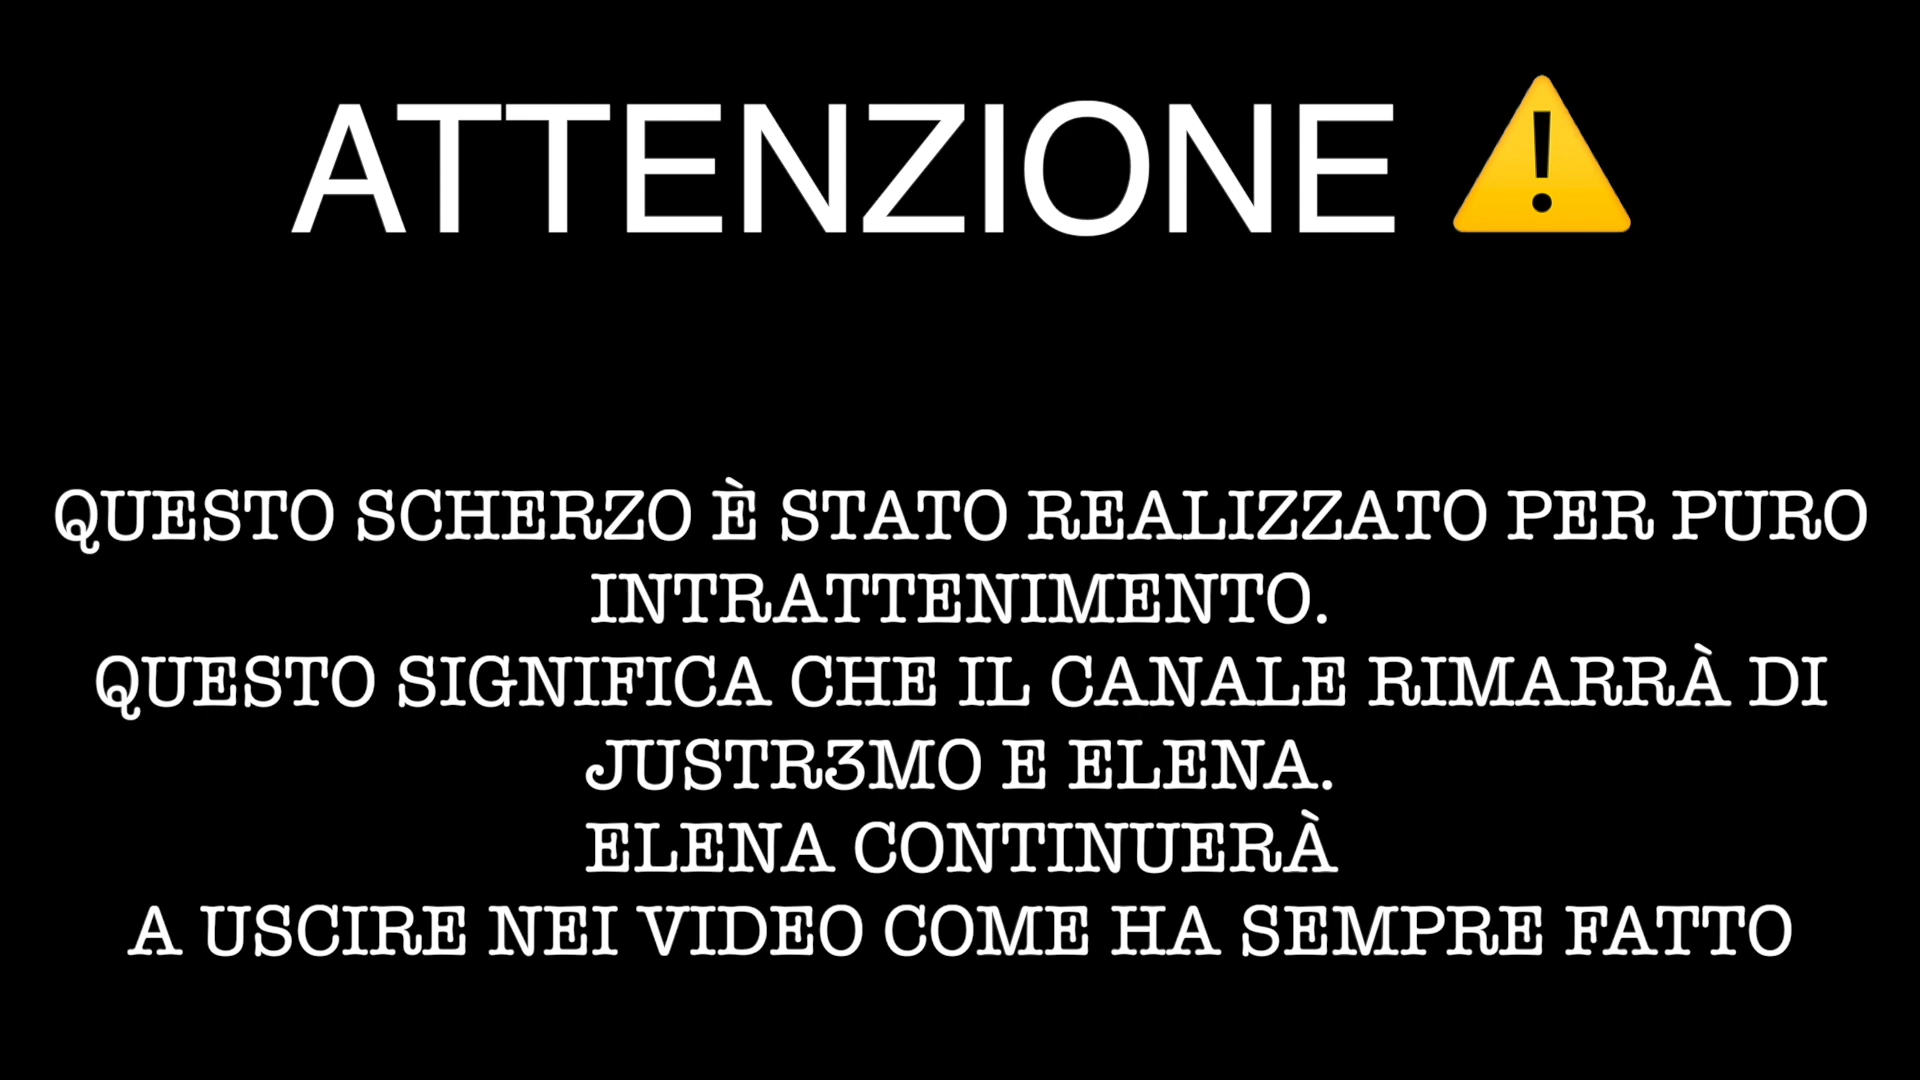 ATTENZIONE ⚠️
QUESTO SCHERZO È STATO REALIZZATO PER PURO
INTRATTENIMENTO.
QUESTO SIGNIFICA CHE IL CANALE RIMARRÀ DI
JUSTR3MO E ELENA.
ELENA CONTINUERÀ
A USCIRE NEI VIDEO COME HA SEMPRE FATTO